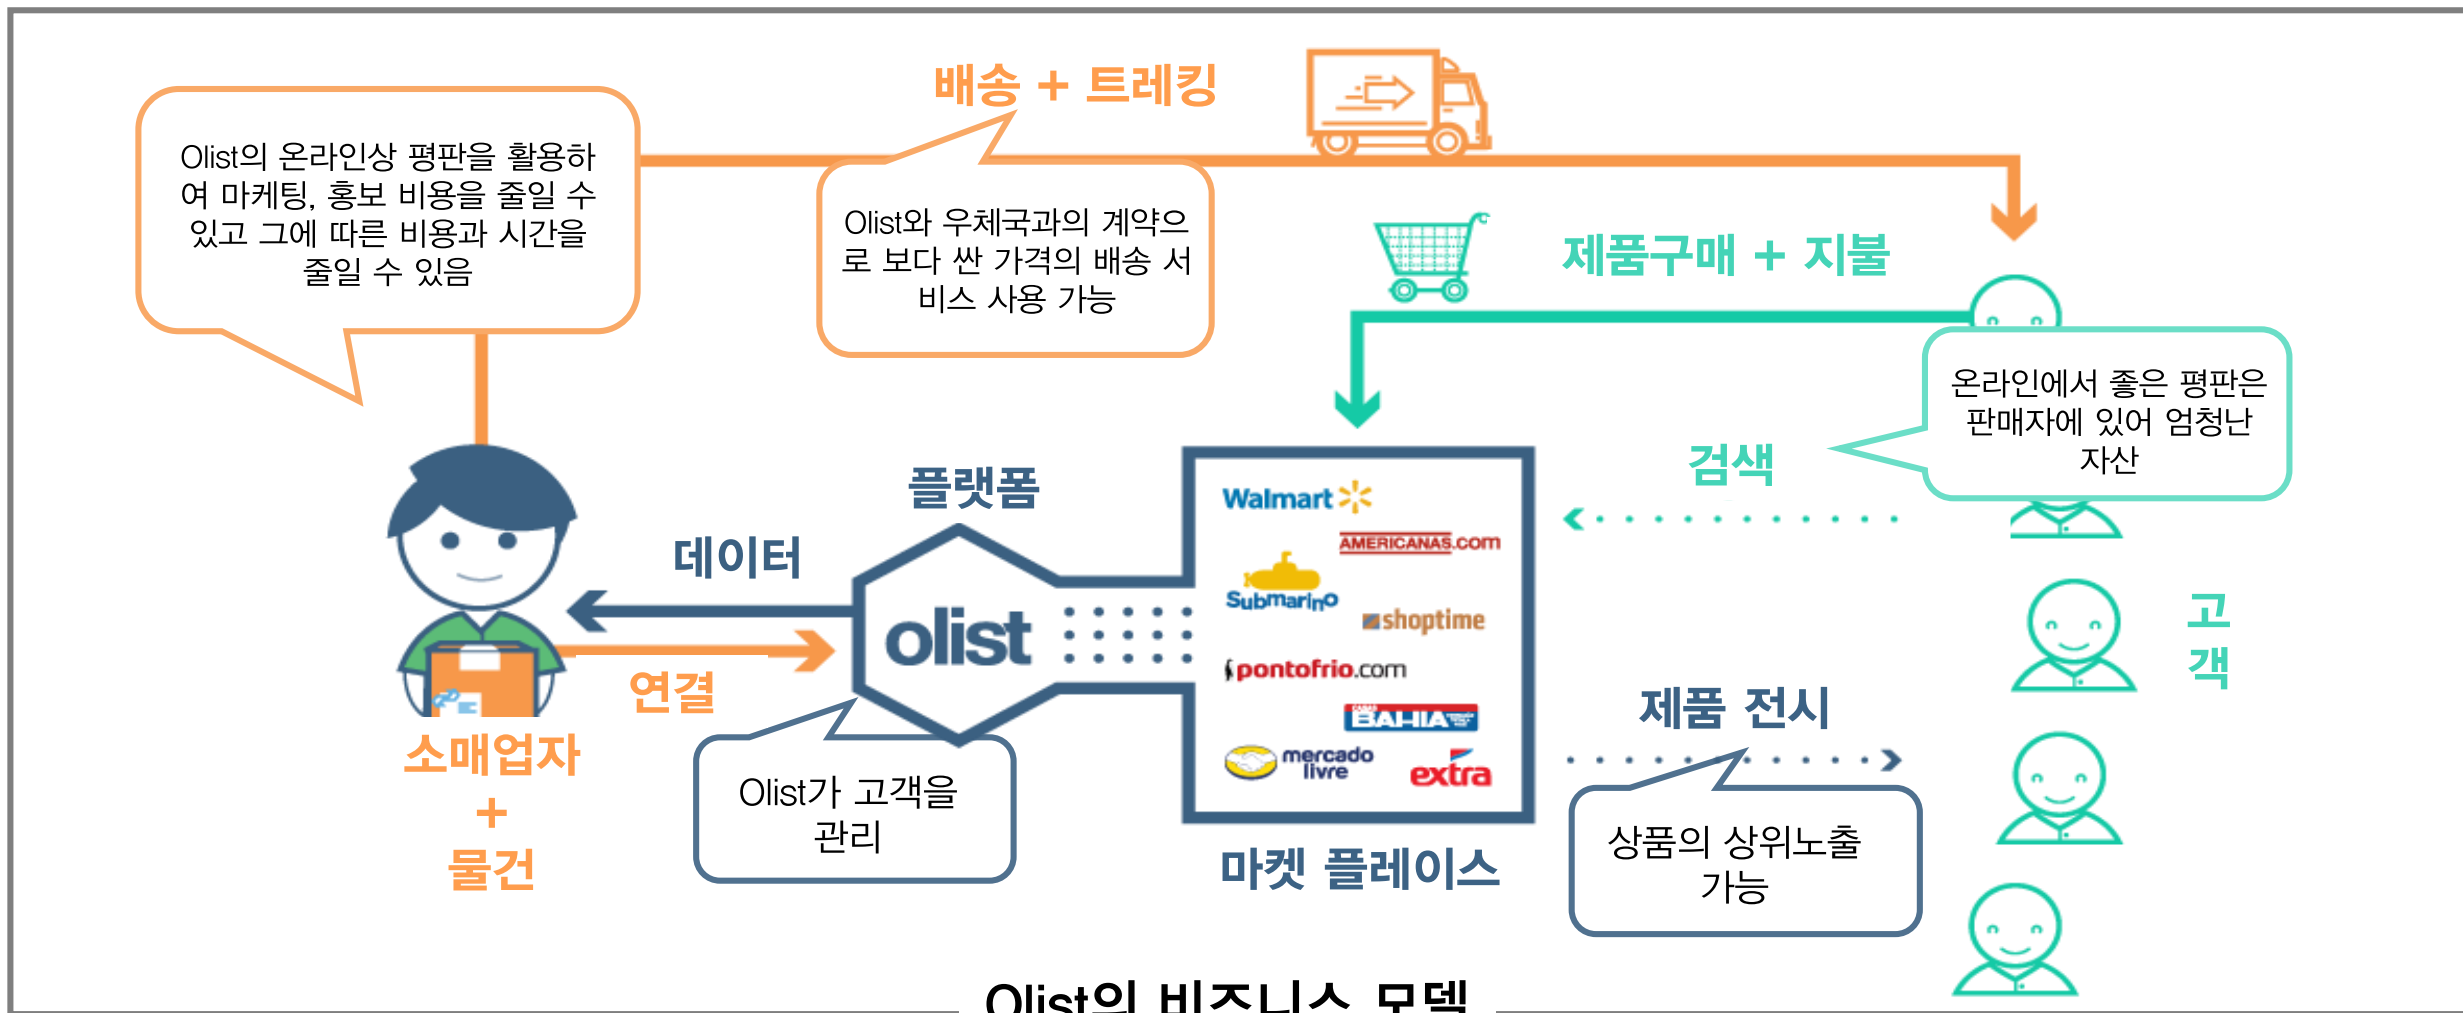 배송 + 트레킹
Olist의 온라인상 평판을 활용하
여 마케팅, 홍보 비용을 줄일 수
있고 그에 따른 비용과 시간을
줄일 수 있음
Olist와 우체국과의 계약으
로 보다 싼 가격의 배송 서
비스 사용 가능
제품구매 + 지불
온라인에서 좋은 평판은
판매자에 있어 엄청난
자산
검색
플랫폼
데이터
olist
연결
소매업자
+
물건
Olist가 고객을
관리
Walmart
AMERICANAS.com
Submarino
shoptime
pontofrio.com
BAHIA
mercado
livre
extra
마켓 플레이스
제품 전시
상품의 상위노출
가능
고
객
Olist의 비즈니스 모델